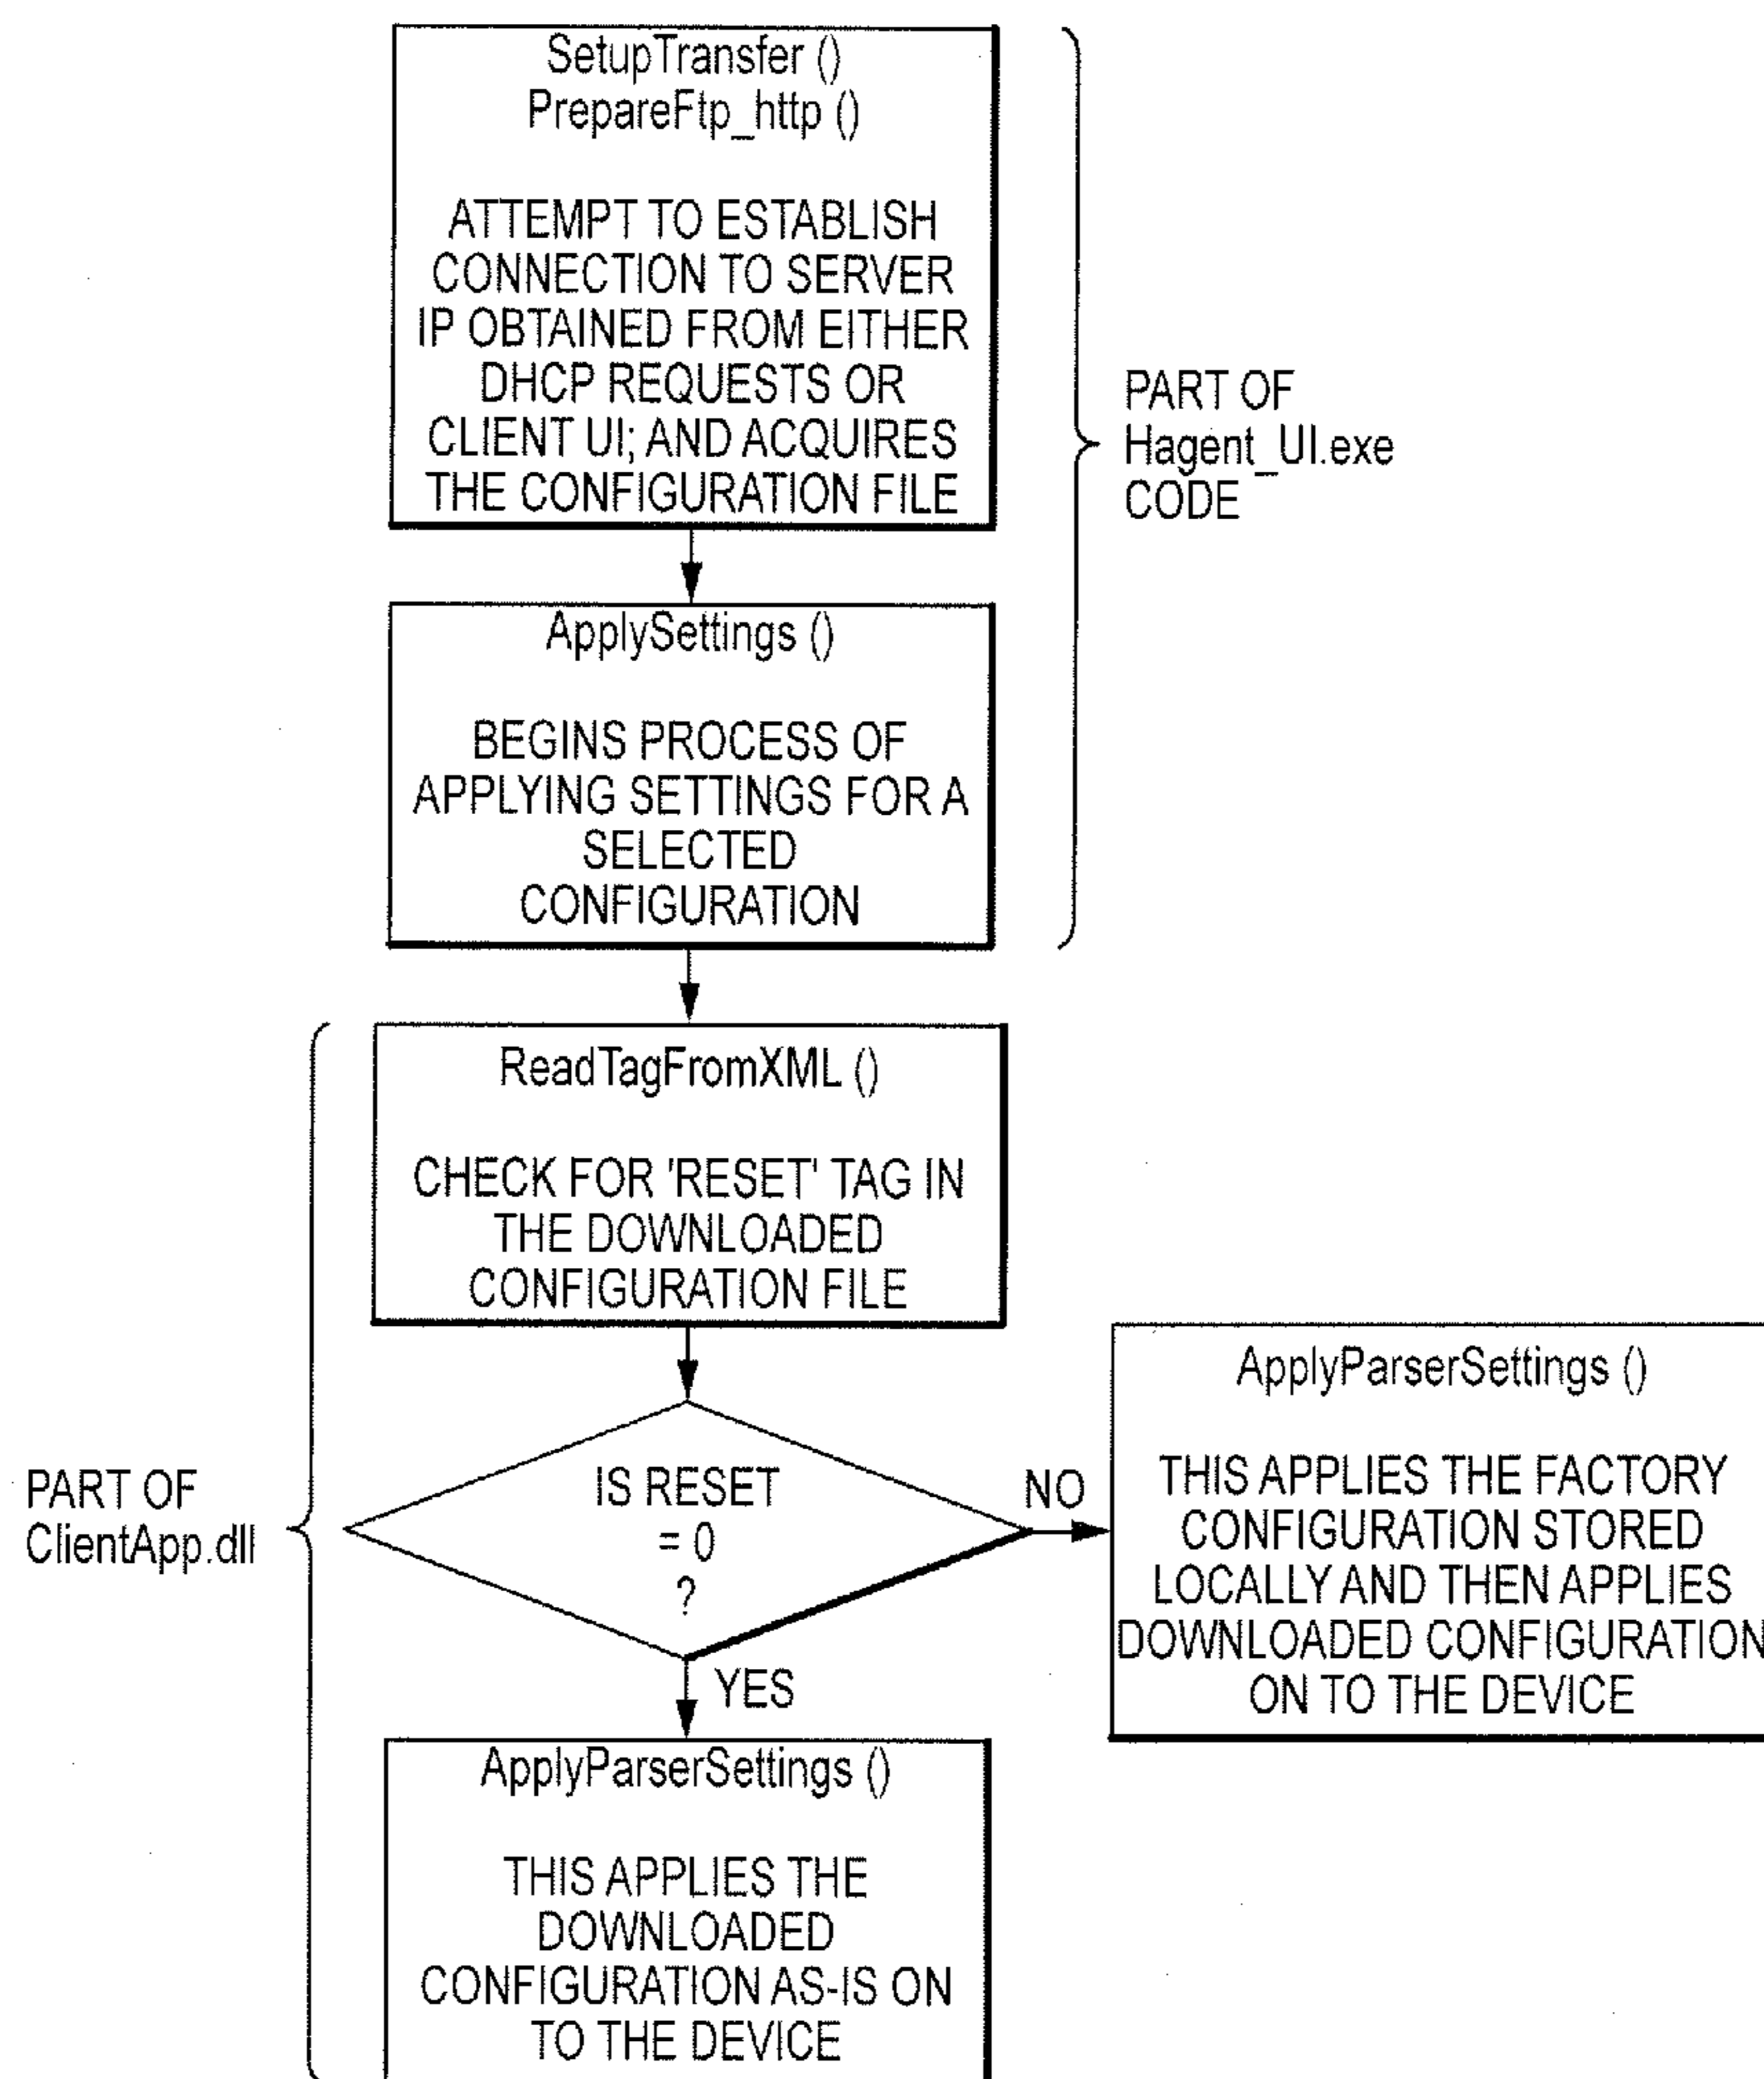 SetupTransfer ()
PrepareFtp_http ()
ATTEMPT TO ESTABLISH
CONNECTION TO SERVER
IP OBTAINED FROM EITHER
DHCP REQUESTS OR
CLIENT UI; AND ACQUIRES
THE CONFIGURATION FILE
PART OF
Hagent_UI.exe
CODE
ApplySettings ()
BEGINS PROCESS OF
APPLYING SETTINGS FOR A
SELECTED
CONFIGURATION
ReadTagFromXML ()
CHECK FOR 'RESET' TAG IN
THE DOWNLOADED
CONFIGURATION FILE
PART OF
ClientApp.dll
IS RESET
= 0
?
NO
ApplyParserSettings ()
THIS APPLIES THE FACTORY
CONFIGURATION STORED
LOCALLY AND THEN APPLIES
DOWNLOADED CONFIGURATION
ON TO THE DEVICE
YES
ApplyParserSettings ()
THIS APPLIES THE
DOWNLOADED
CONFIGURATION AS-IS ON
TO THE DEVICE